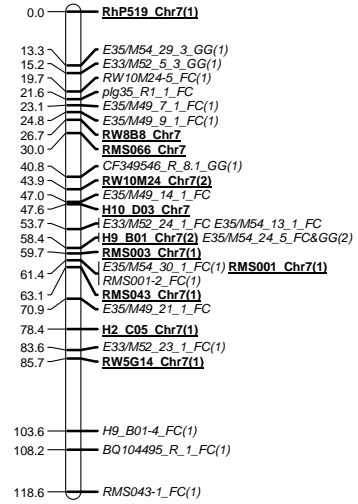 0.0 RhP519_Chr7(1)
13.3 E35/M54_29_3_GG(1)
15.2 E33/M52_5_3_GG(1)
19.7 RW10M24-5_FC(1)
21.6 plg35_R1_1_FC
23.1 E35/M49_7_1_FC(1)
24.8 E35/M49_9_1_FC(1)
26.7 RW8B8_Chr7
30.0 RMS066_Chr7
40.8 CF349546_R_8.1_GG(1)
43.9 RW10M24_Chr7(2)
47.0 E35/M49_14_1_FC
47.6 H10_D03_Chr7
53.7 E33/M52_24_1_FC E35/M54_13_1_FC
58.4 H9_B01_Chr7(2) E35/M54_24_5_FC&GG(2)
59.7 RMS003_Chr7(1)
61.4 E35/M54_30_1_FC(1) RMS001_Chr7(1)
RMS001-2_FC(1)
63.1 RMS043_Chr7(1)
70.9 E35/M49_21_1_FC
78.4 H2_C05_Chr7(1)
83.6 E33/M52_23_1_FC(1)
85.7 RW5G14_Chr7(1)
103.6 H9_B01-4_FC(1)
108.2 BQ104495_R_1_FC(1)
118.6 RMS043-1_FC(1)